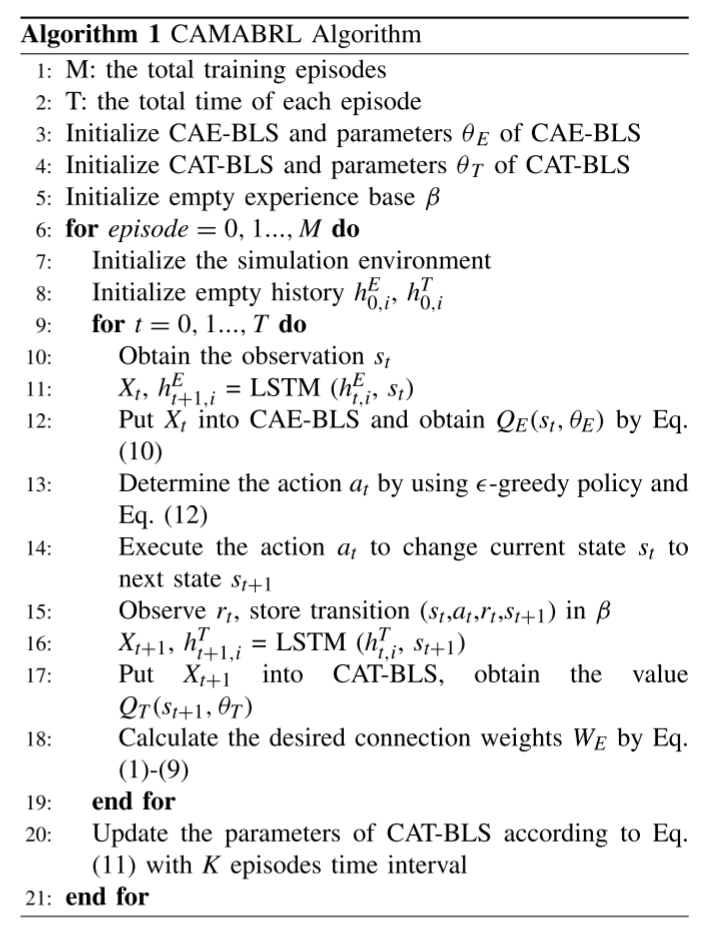 Algorithm 1 CAMABRL Algorithm
1: M: the total training episodes
2: T: the total time of each episode
3: Initialize CAE-BLS and parameters θ_E of CAE-BLS
4: Initialize CAT-BLS and parameters θ_T of CAT-BLS
5: Initialize empty experience base β
6: for episode = 0, 1..., M do
7: Initialize the simulation environment
8: Initialize empty history h^E_{0,i}, h^T_{0,i}
9: for t = 0, 1..., T do
10: Obtain the observation s_t
11: X_t, h^E_{t+1,i} = LSTM (h^E_{t,i}, s_t)
12: Put X_t into CAE-BLS and obtain Q_E(s_t, θ_E) by Eq.
(10)
13: Determine the action a_t by using ϵ-greedy policy and
Eq. (12)
14: Execute the action a_t to change current state s_t to
next state s_{t+1}
15: Observe r_t, store transition (s_t,a_t,r_t,s_{t+1}) in β
16: X_{t+1}, h^T_{t+1,i} = LSTM (h^T_{t,i}, s_{t+1})
17: Put X_{t+1} into CAT-BLS, obtain the value
Q_T(s_{t+1}, θ_T)
18: Calculate the desired connection weights W_E by Eq.
(1)-(9)
19: end for
20: Update the parameters of CAT-BLS according to Eq.
(11) with K episodes time interval
21: end for